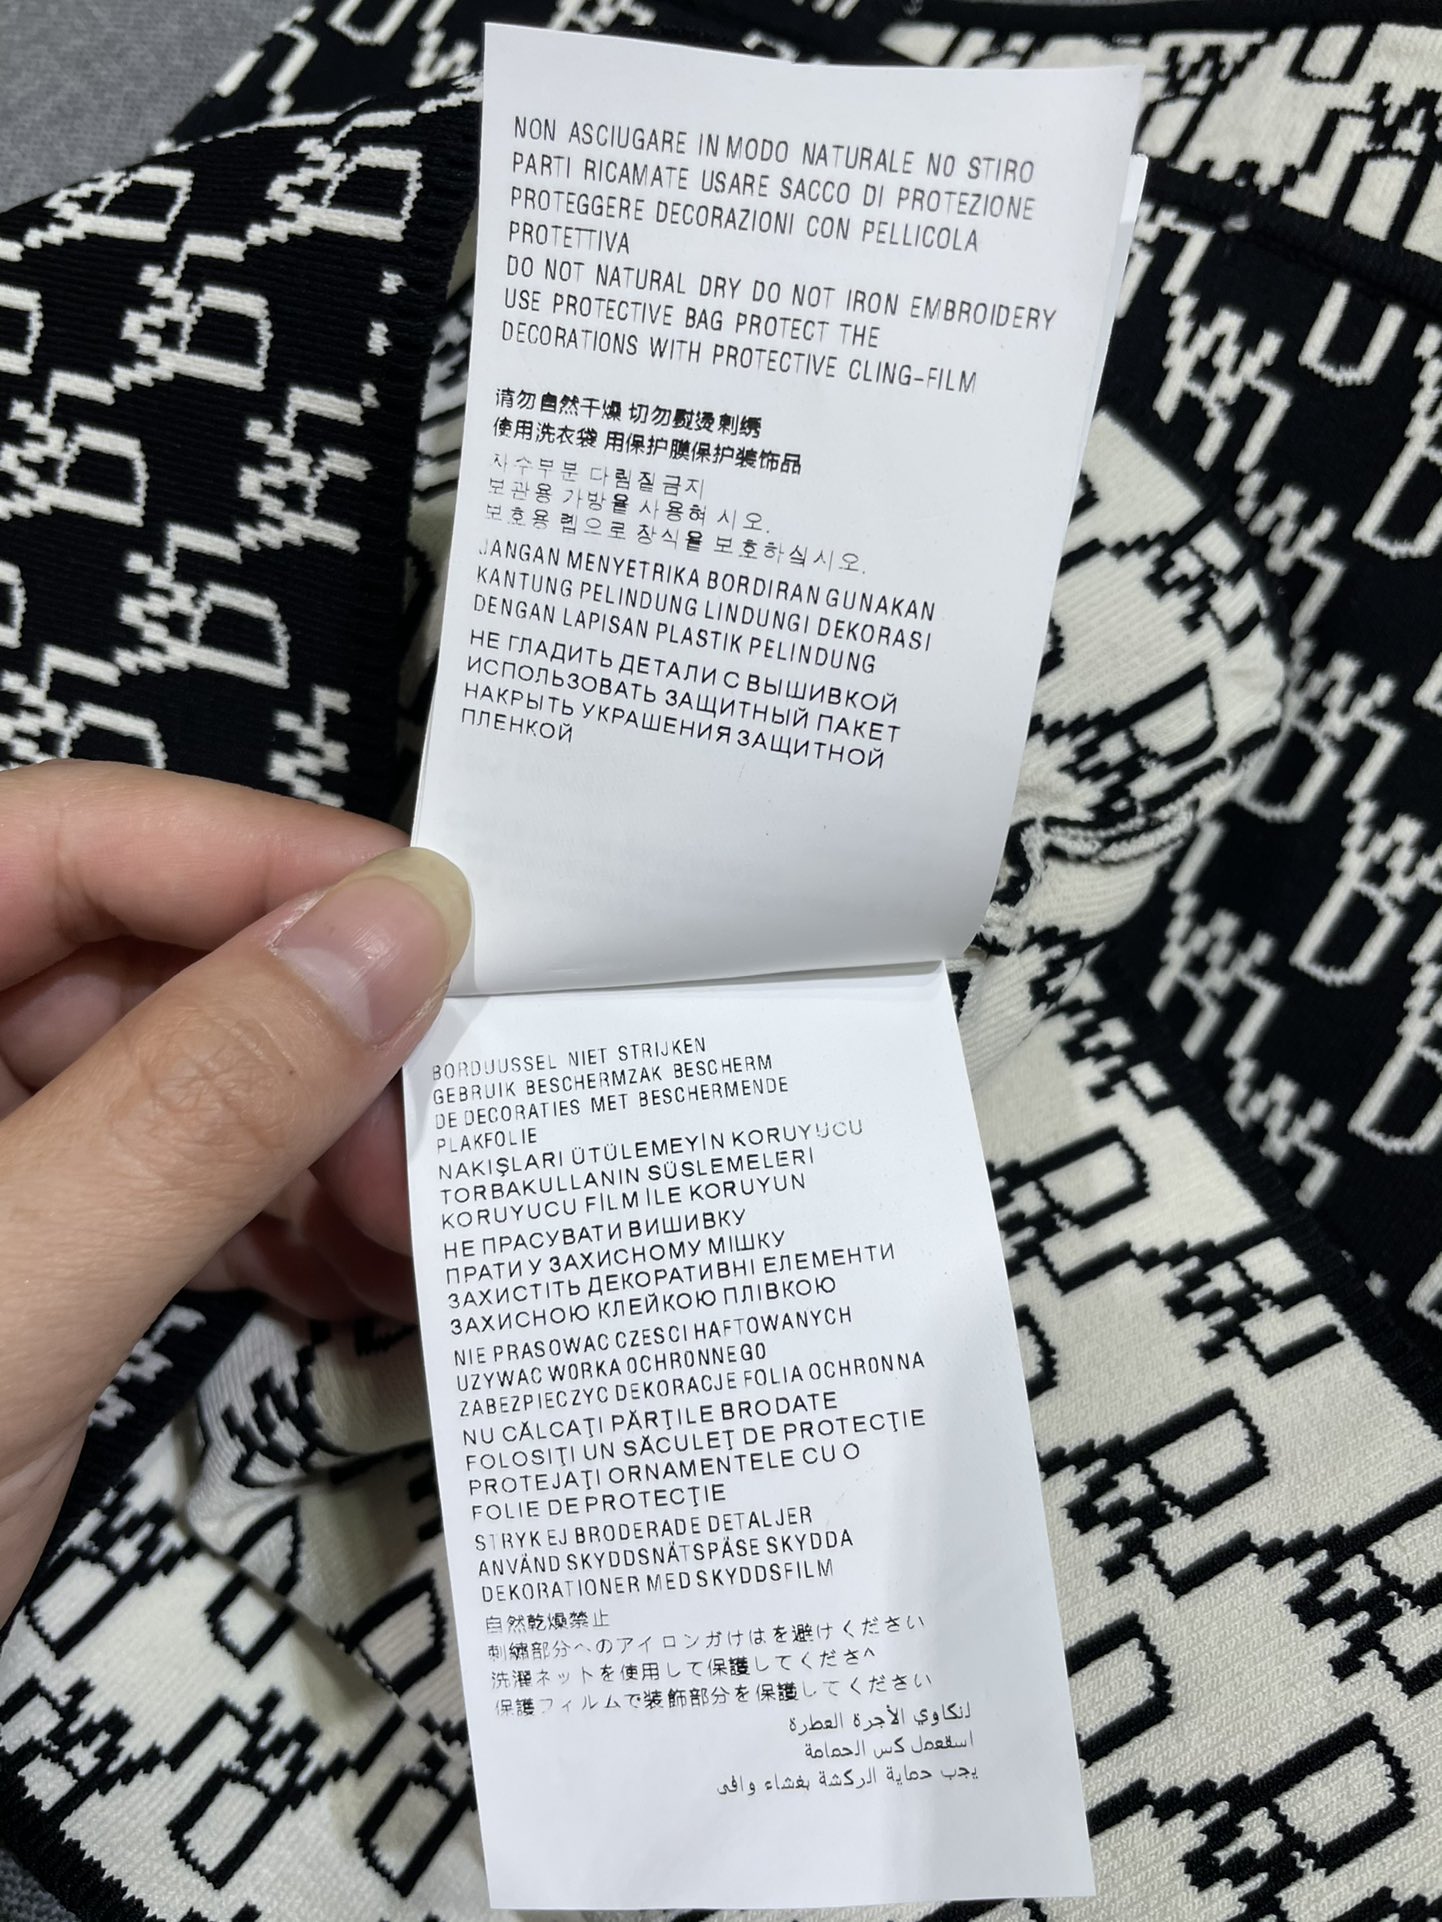 NON ASCIUGARE IN MODO NATURALE NO STIRO
PARTI RICAMATE USARE SACCO DI PROTEZIONE
PROTEGGERE DECORAZIONI CON PELLICOLA
PROTETTIVA
DO NOT NATURAL DRY DO NOT IRON EMBROIDERY
USE PROTECTIVE BAG PROTECT THE
DECORATIONS WITH PROTECTIVE CLING-FILM
请勿自然干燥 切勿熨烫刺绣
使用洗衣袋 用保护膜保护装饰品
자수부분 다림질금지
보관용 가방을 사용혀 시오.
보호용 렙으로 장식을 보호하싶시오.
JANGAN MENYETRIKA BORDIRAN GUNAKAN
KANTUNG PELINDUNG LINDUNGI DEKORASI
DENGAN LAPISAN PLASTIK PELINDUNG
НЕ ГЛАДИТЬ ДЕТАЛИ С ВЫШИВКОЙ
ИСПОЛЬЗОВАТЬ ЗАЩИТНЫЙ ПАКЕТ
НАКРЫТЬ УКРАШЕНИЯ ЗАЩИТНОЙ
ПЛЕНКОЙ
BORDUUSSEL NIET STRIJKEN
GEBRUIK BESCHERMZAK BESCHERM
DE DECORATIES MET BESCHERMENDE
PLAKFOLIE
NAKIŞLARI ÜTÜLEMEYİN KORUYUCU
TORBAKULLANIN SÜSLEMELERI
KORUYUCU FİLM İLE KORUYUN
НЕ ПРАСУВАТИ ВИШИВКУ
ПРАТИ У ЗАХИСНОМУ МІШКУ
ЗАХИСТІТЬ ДЕКОРАТИВНІ ЕЛЕМЕНТИ
ЗАХИСНОЮ КЛЕЙКОЮ ПЛІВКОЮ
NIE PRASOWAC CZESCI HAFTOWANYCH
UZYWAC WORKA OCHRONNEGO
ZABEZPIECZYC DEKORACJE FOLIA OCHRONNA
NU CĂLCAŢI PĂRŢILE BRODATE
FOLOSIŢI UN SĂCULEŢ DE PROTECŢIE
PROTEJAŢI ORNAMENTELE CU O
FOLIE DE PROTECŢIE
STRYK EJ BRODERADE DETALJER
ANVÄND SKYDDSNÄTSPÄSE SKYDDA
DEKORATIONER MED SKYDDSFILM
自然乾燥禁止
刺繍部分へのアイロンガけはを避けください
洗濯ネットを使用して保護してくださへ
保護フィルムで装飾部分を保護してください
لنكاوي الأجرة العطرة
استعمل كس الحمامة
يجب حماية الركشة بغشاء وافى